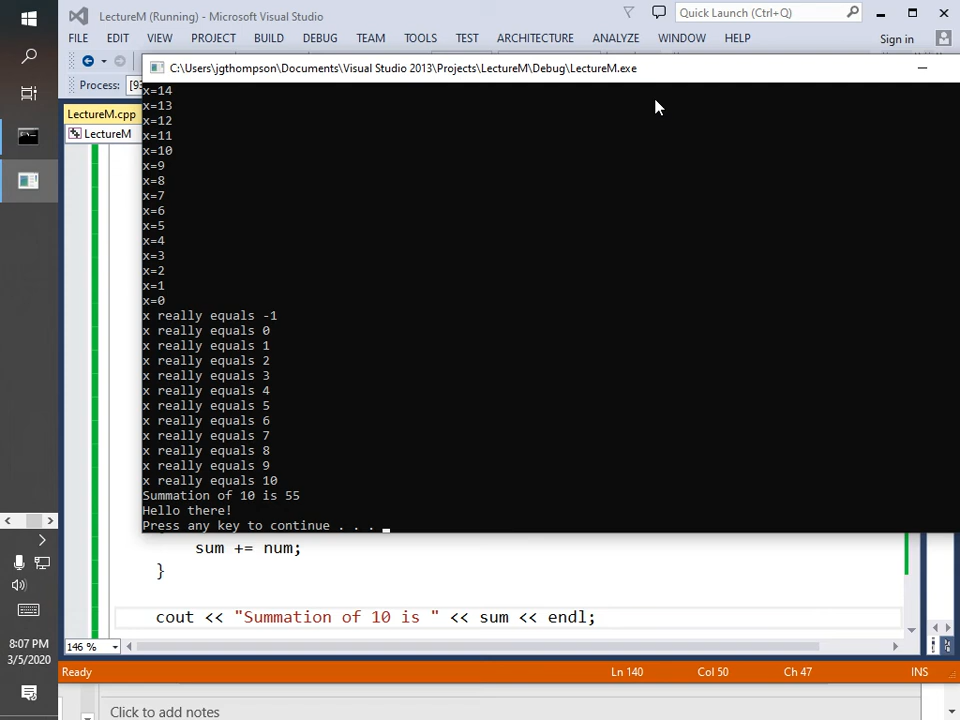 LectureM (Running) - Microsoft Visual Studio
Quick Launch (Ctrl+Q)
FILE EDIT VIEW PROJECT BUILD DEBUG TEAM TOOLS TEST ARCHITECTURE ANALYZE WINDOW HELP
Sign in
C:\Users\jgthompson\Documents\Visual Studio 2013\Projects\LectureM\Debug\LectureM.exe
Process:
LectureM.cpp
LectureM
x=14
x=13
x=12
x=11
x=10
x=9
x=8
x=7
x=6
x=5
x=4
x=3
x=2
x=1
x=0
x really equals -1
x really equals 0
x really equals 1
x really equals 2
x really equals 3
x really equals 4
x really equals 5
x really equals 6
x really equals 7
x really equals 8
x really equals 9
x really equals 10
Summation of 10 is 55
Hello there!
Press any key to continue . . .
sum += num;
}
cout << "Summation of 10 is " << sum << endl;
146 %
Ready
Ln 140
Col 50
Ch 47
INS
Click to add notes
8:07 PM
3/5/2020